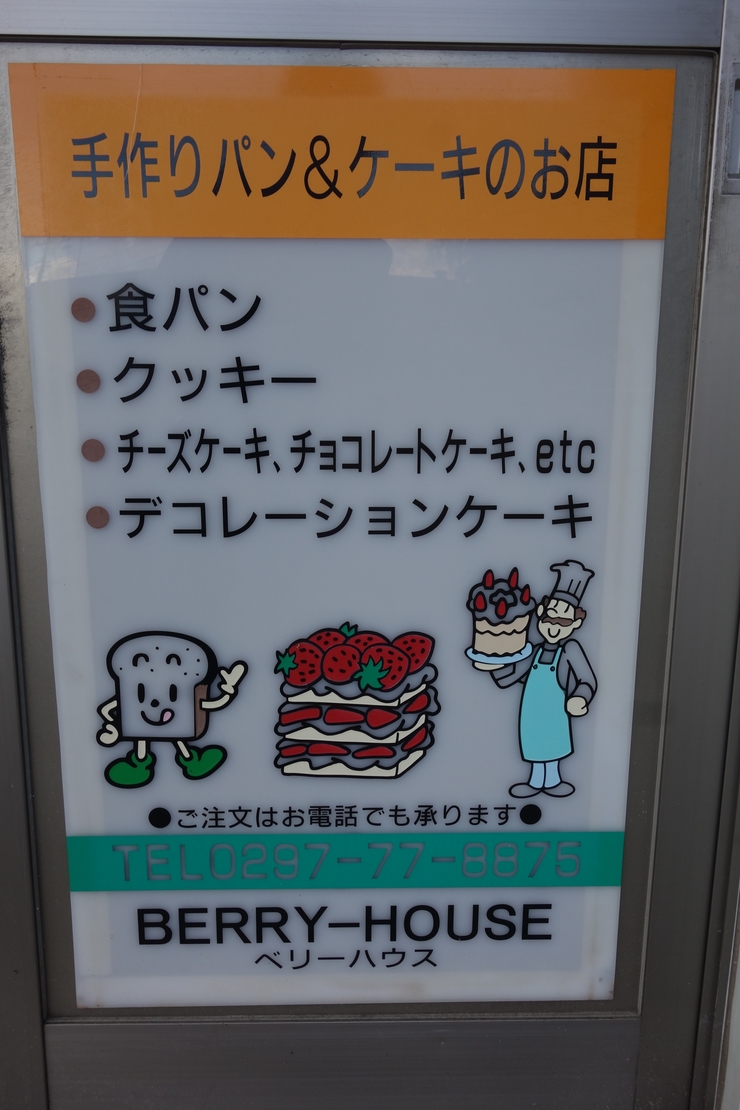 手作りパン&ケーキのお店
●食パン
●クッキー
●チーズケーキ、チョコレートケーキ、etc
●デコレーションケーキ
●ご注文はお電話でも承ります●
TEL0297-77-8875
BERRY-HOUSE
ベリーハウス